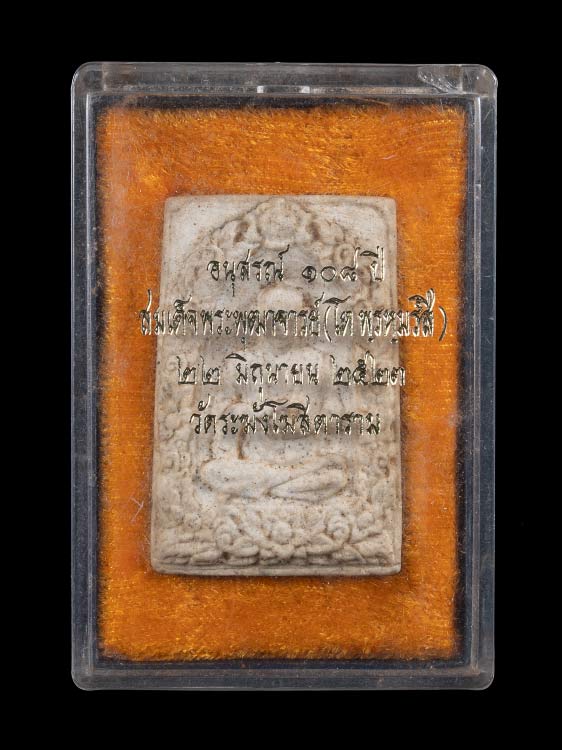 อนุสรณ์ ๑๐๘ ปี
สมเด็จพระพุฒาจารย์(โต พฺรหฺมรํสี)
๒๒ มิถุนายน ๒๕๒๓
วัดระฆังโฆสิตาราม